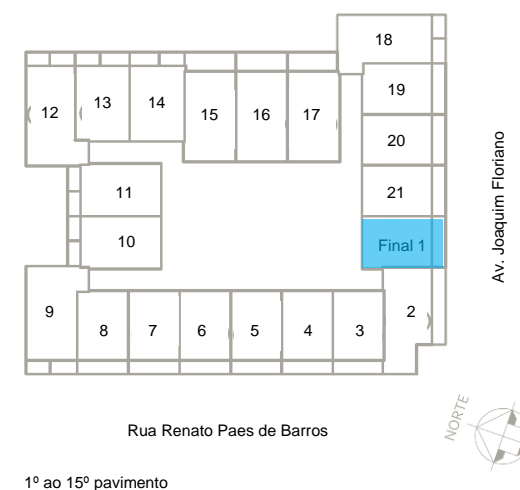 18
19
12 13 14 15 16 17
20
21
11
10
Final 1
Av. Joaquim Floriano
9 8 7 6 5 4 3 2
Rua Renato Paes de Barros
NORTE
1º ao 15º pavimento